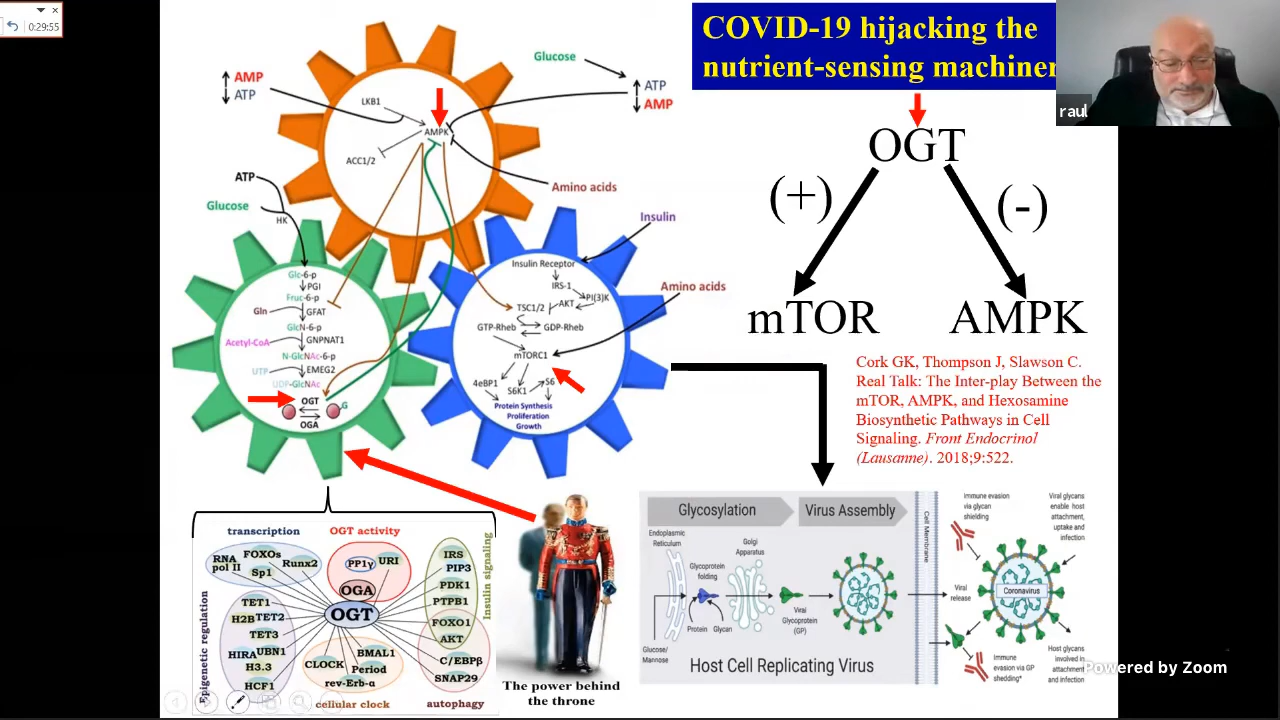 0:29:55
COVID-19 hijacking the
nutrient-sensing machiner
raul
Glucose
ATP
AMP
AMP
ATP
LKB1
AMPK
ACC1/2
Amino acids
ATP
Glucose
HK
Glc-6-p
PGI
Fruc-6-p
Gln
GFAT
GlcN-6-p
Acetyl-CoA
GNPNAT1
N-GlcNAc-6-p
UTP
EMEG2
UDP-GlcNAc
OGT
G
OGA
Insulin
Insulin Receptor
IRS-1
PI(3)K
AKT
TSC1/2
Amino acids
GTP-Rheb
GDP-Rheb
mTORC1
4eBP1
S6K1
S6
Protein Synthesis
Proliferation
Growth
OGT
(+)
(-)
mTOR
AMPK
Cork GK, Thompson J, Slawson C.
Real Talk: The Inter-play Between the
mTOR, AMPK, and Hexosamine
Biosynthetic Pathways in Cell
Signaling. Front Endocrinol
(Lausanne). 2018;9:522.
transcription
OGT activity
RNA
pol II
FOXOs
Sp1
Runx2
PP1γ
URI
OGA
OGT
IRS
PIP3
PDK1
PTPB1
FOXO1
AKT
Insulin signaling
Epigenetic regulation
TET1
H2B
TET2
TET3
HIRA
UBN1
H3.3
HCF1
CLOCK
BMAL1
Period
rev-Erb-α
cellular clock
C/EBPβ
SNAP29
autophagy
The power behind
the throne
Glycosylation
Virus Assembly
Endoplasmic
Reticulum
Golgi
Apparatus
Glycoprotein
folding
Protein
Glycan
Viral
Glycoprotein
(GP)
Glucose/
Mannose
Host Cell Replicating Virus
Cell Membrane
Immune evasion
via glycan
shielding
Viral glycans
enable host
attachment,
uptake and
infection
Viral
release
Coronavirus
Immune
evasion via GP
shedding*
Host glycans
involved in
attachment
and infection
Powered by Zoom